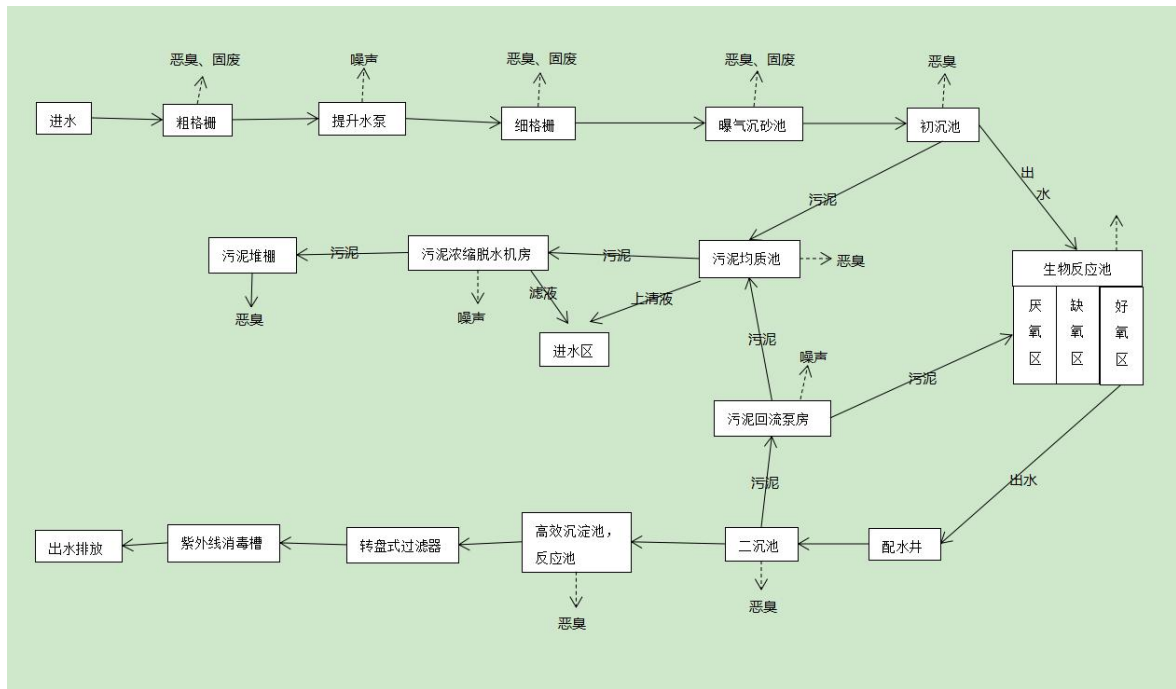 恶臭、固废
噪声
恶臭、固废
恶臭、固废
恶臭
进水
粗格栅
提升水泵
细格栅
曝气沉砂池
初沉池
出
水
污泥
污泥堆棚
污泥
污泥浓缩脱水机房
污泥
污泥均质池
恶臭
生物反应池
恶臭
噪声
滤液
上清液
厌氧区
缺氧区
好氧区
进水区
污泥
噪声
污泥
污泥回流泵房
污泥
出水
出水排放
紫外线消毒槽
转盘式过滤器
高效沉淀池，
反应池
二沉池
配水井
恶臭
恶臭